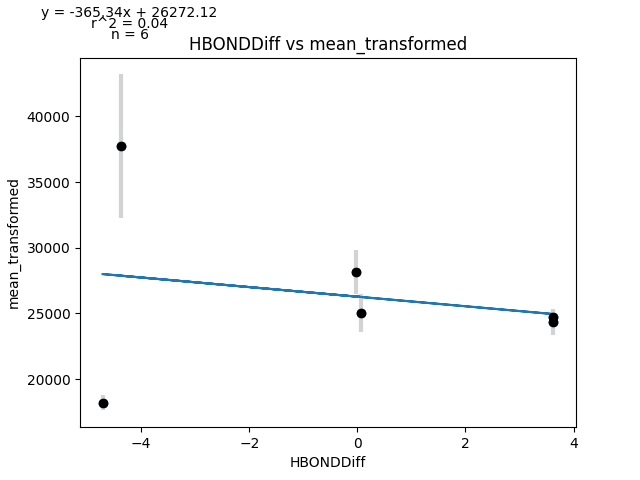 y = -365.34x + 26272.12
r^2 = 0.04
n = 6
HBONDDiff vs mean_transformed
mean_transformed
40000
35000
30000
25000
20000
−4
−2
0
2
4
HBONDDiff